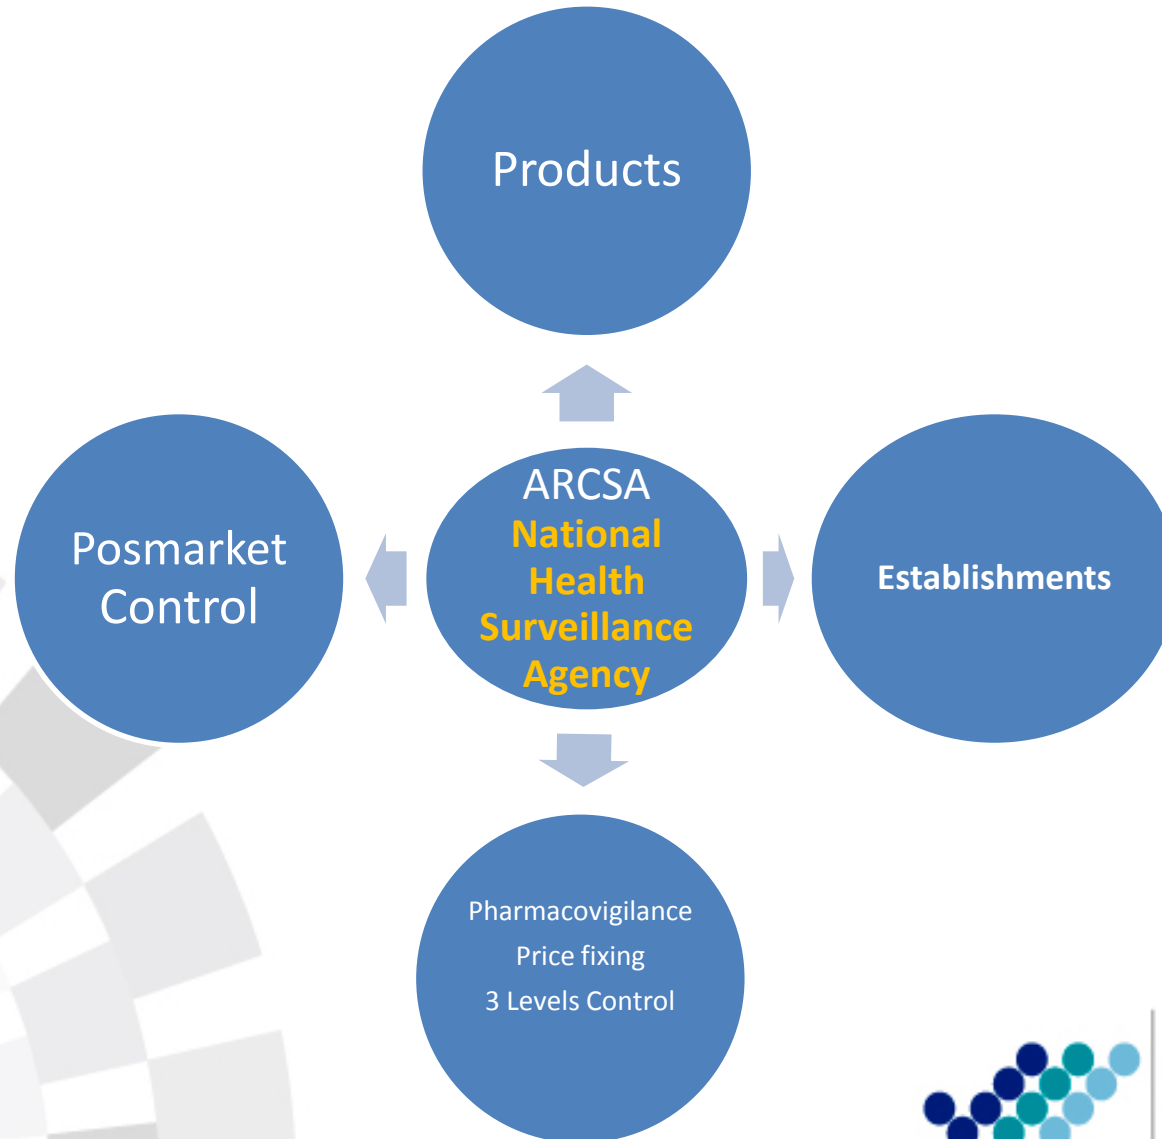 Products
ARCSA
National
Health
Surveillance
Agency
Posmarket
Control
Establishments
Pharmacovigilance
Price fixing
3 Levels Control